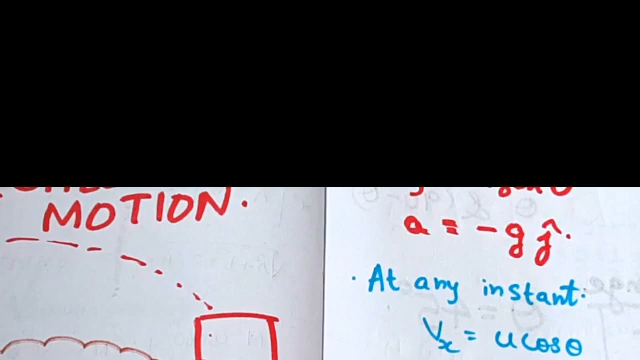 MOTION.
a = -g ĵ.
· At any instant:
Vx = u cos θ